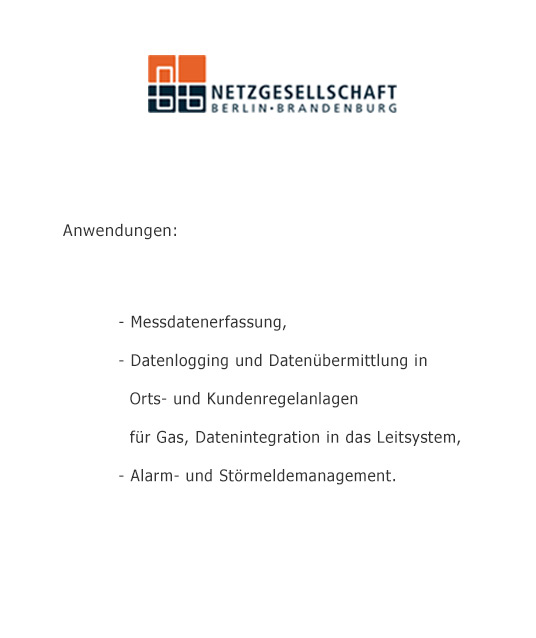 NBB NETZGESELLSCHAFT
BERLIN·BRANDENBURG
Anwendungen:
- Messdatenerfassung,
- Datenlogging und Datenübermittlung in
Orts- und Kundenregelanlagen
für Gas, Datenintegration in das Leitsystem,
- Alarm- und Störmeldemanagement.